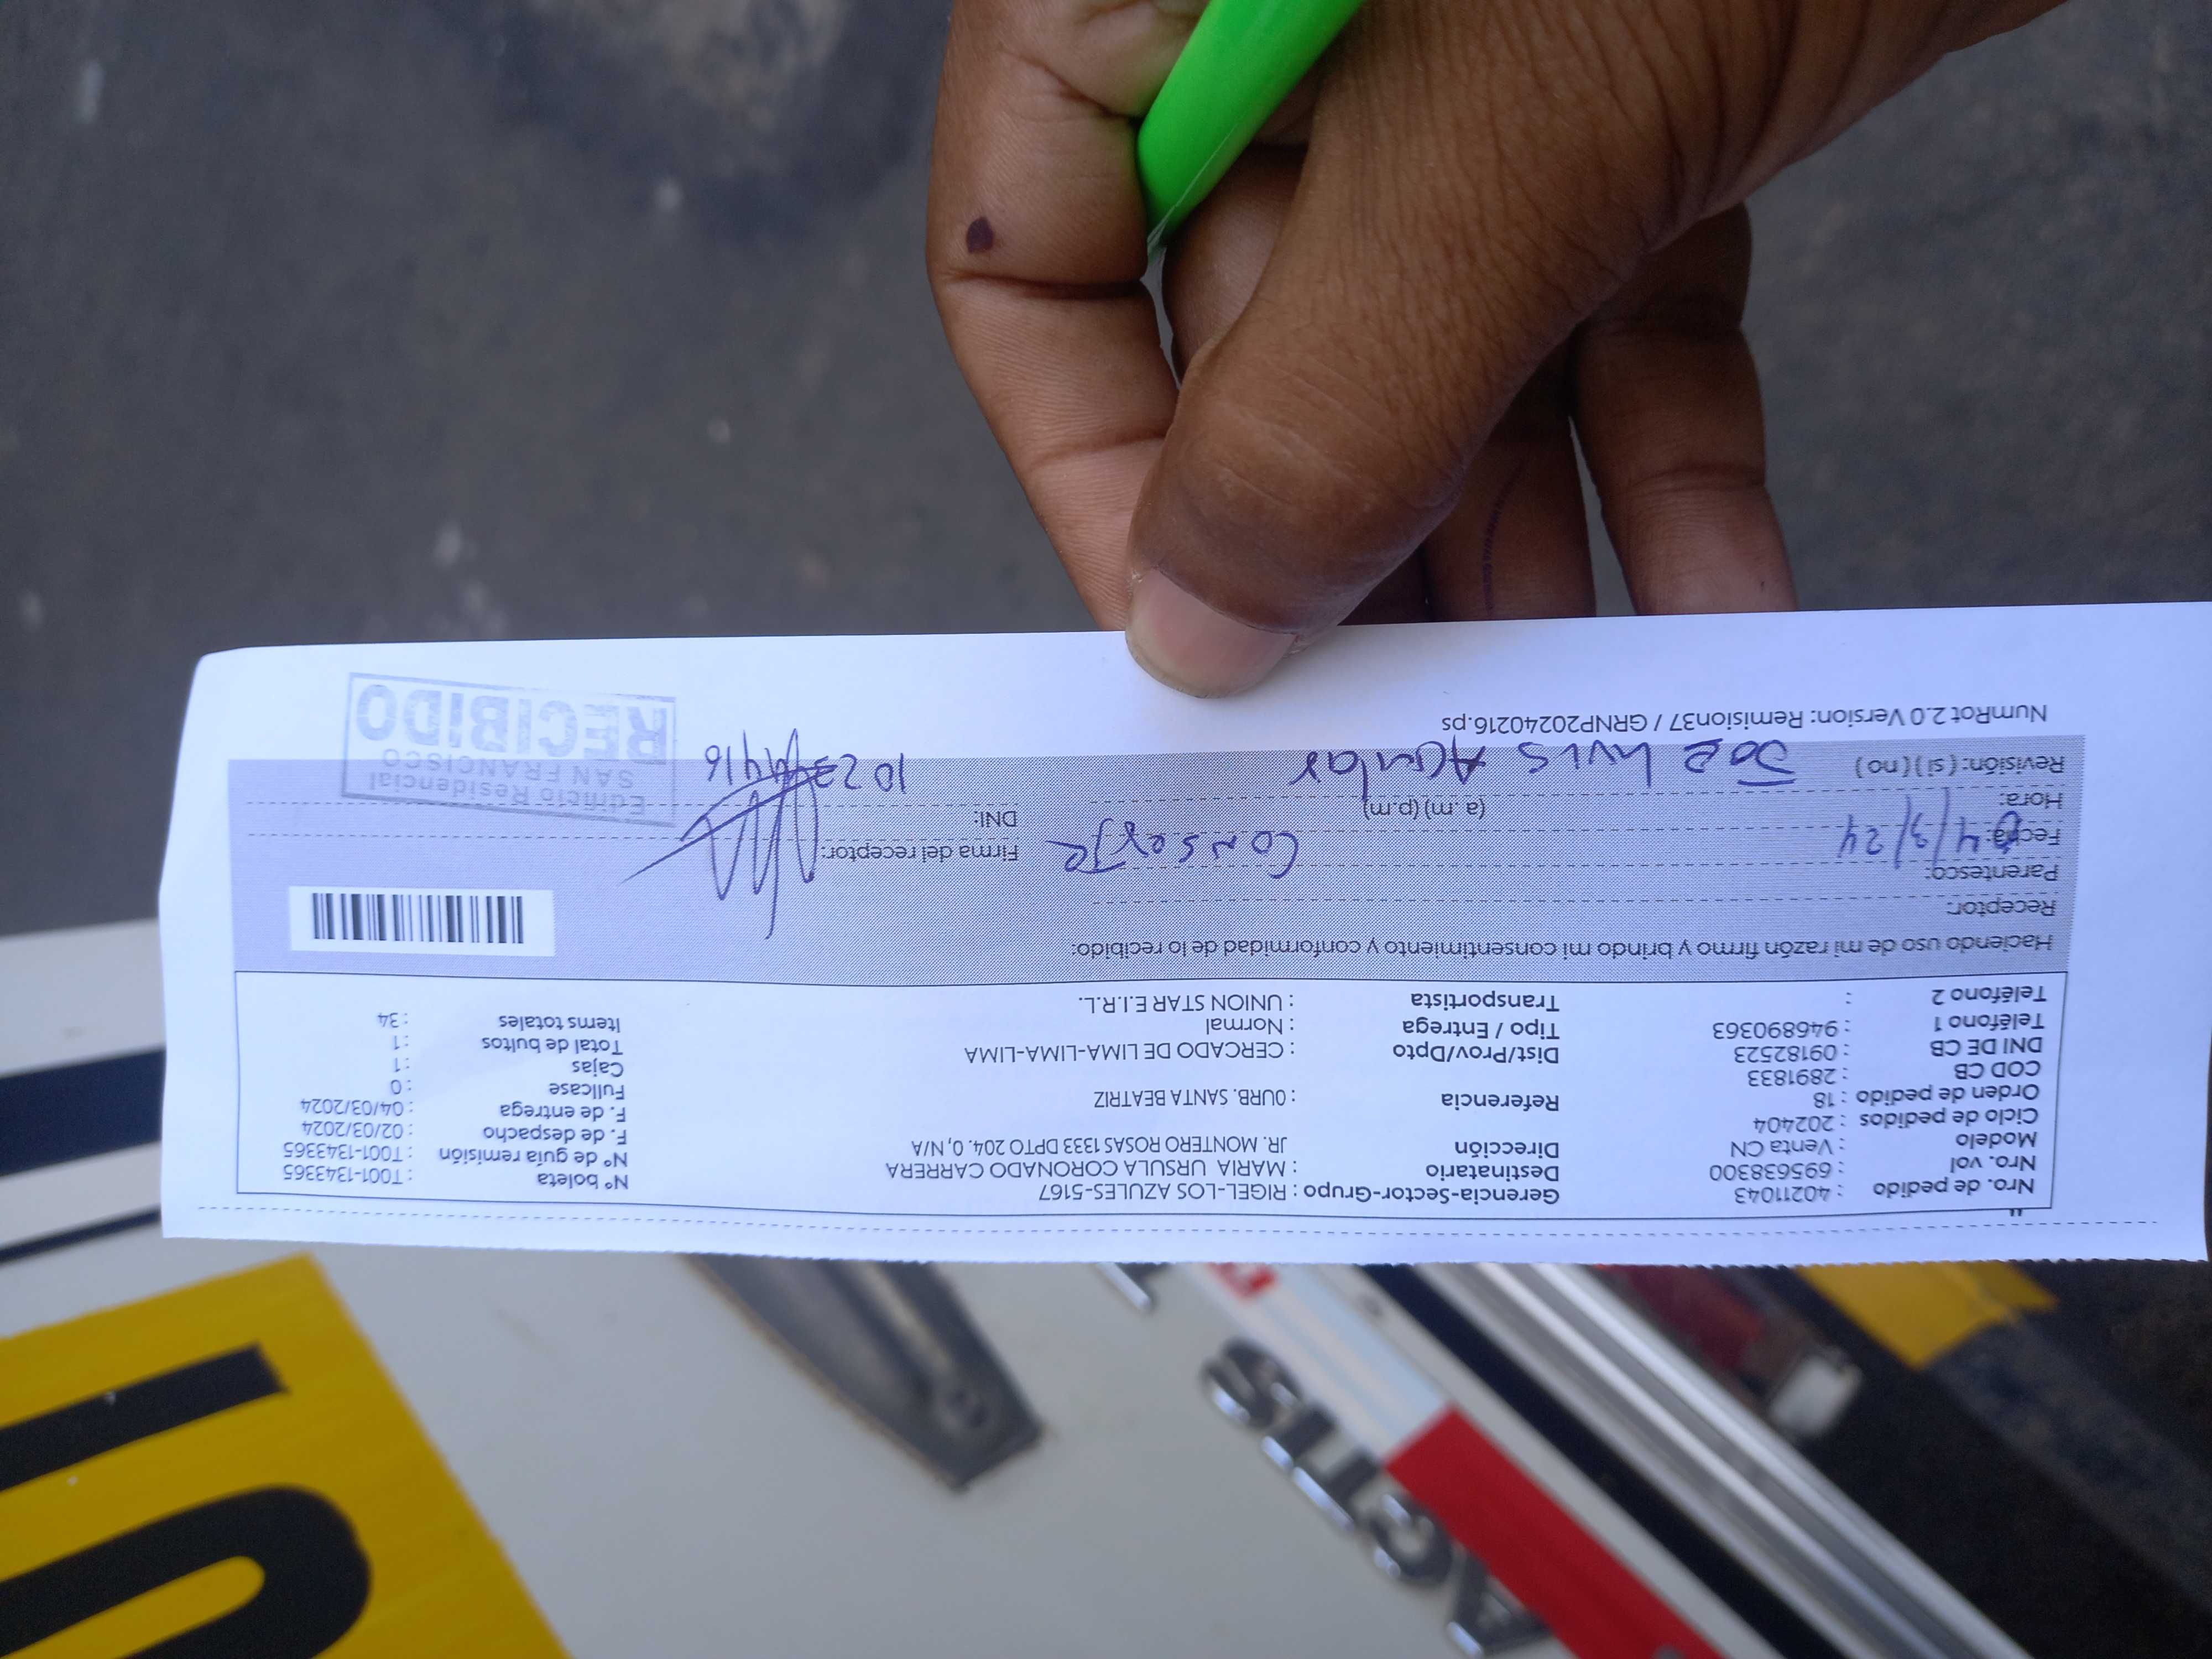 Nro. de pedido : 40211043
Nro. vol : 695638300
Modelo : Venta CN
Ciclo de pedidos : 202404
Orden de pedido : 18
COD CB : 2891833
DNI DE CB : 09182523
Teléfono 1 : 946890363
Teléfono 2 :
Gerencia-Sector-Grupo : RIGEL-LOS AZULES-5167
Destinatario : MARIA URSULA CORONADO CARRERA
Dirección JR. MONTERO ROSAS 1333 DPTO 204. 0, N/A
Referencia : 0URB. SANTA BEATRIZ
Dist/Prov/Dpto : CERCADO DE LIMA-LIMA-LIMA
Tipo / Entrega : Normal
Transportista : UNION STAR E.I.R.L.
N° boleta : T001-1343365
N° de guia remisión : T001-1343365
F. de despacho : 02/03/2024
F. de entrega : 04/03/2024
Fullcase : 0
Cajas : 1
Total de bultos : 1
Items totales : 34
Haciendo uso de mi razón firmo y brindo mi consentimiento y conformidad de lo recibido:
Receptor:
Parentesco:
Fecha: 04/3/24 Conserje
Hora: (a.m) (p.m)
Revisión: ( si ) ( no ) Jose Luis Aguilar
Firma del receptor:
DNI:
Edificio Residencial
SAN FRANCISCO
RECIBIDO
NumRot 2.0 Version: Remision37 / GRNP20240216.ps